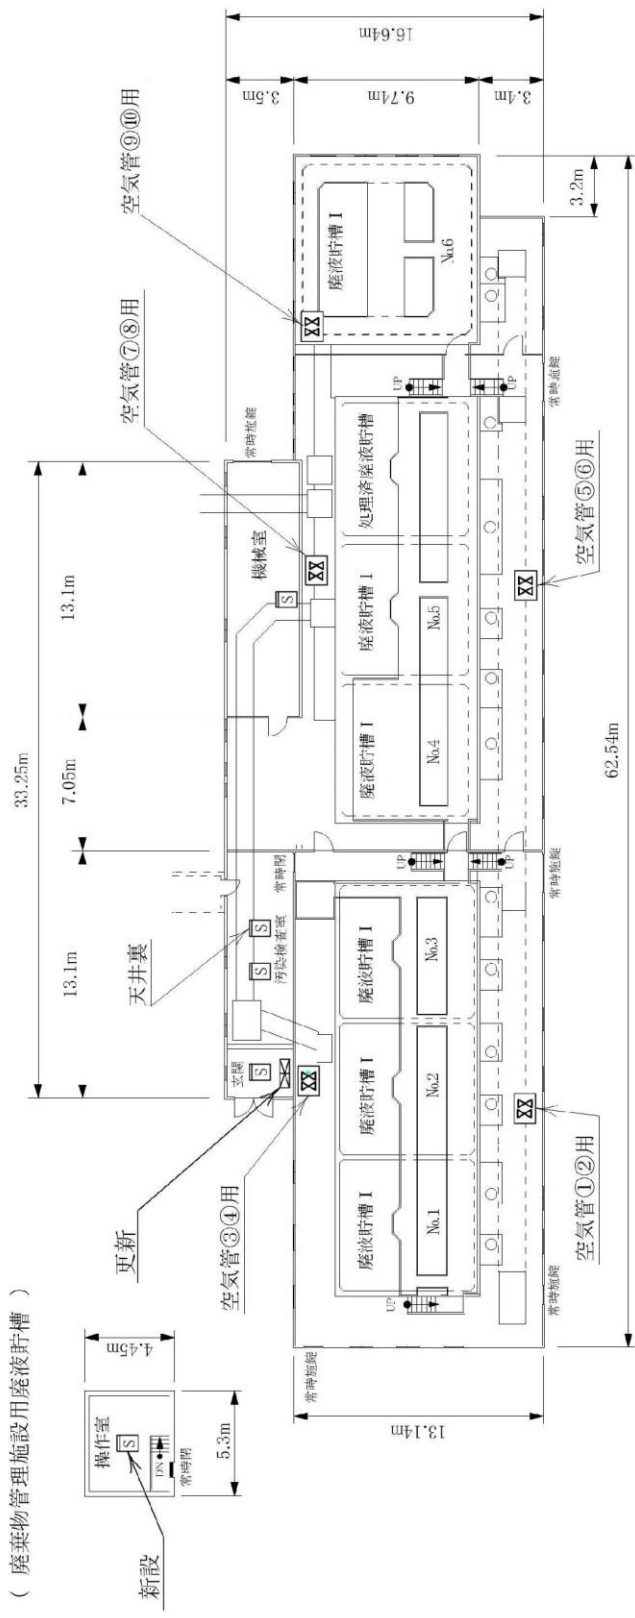 （ 廃棄物管理施設用廃液貯槽 ）
33.25m
13.1m
7.05m
13.1m
16.64m
3.5m
9.74m
3.4m
操作室
S
DN
常時閉
4.45m
5.3m
新設
更新
天井裏
空気管⑦⑧用
空気管⑨⑩用
玄関
S
S
S
汚染検査室
常時閉
機械室
S
常時施錠
空気管③④用
常時施錠
廃液貯槽Ⅰ
廃液貯槽Ⅰ
廃液貯槽Ⅰ
No.1
No.2
No.3
UP
UP
UP
廃液貯槽Ⅰ
廃液貯槽Ⅰ
処理済廃液貯槽
No.4
No.5
UP
UP
廃液貯槽Ⅰ
No.6
3.2m
13.14m
常時施錠
常時施錠
常時施錠
空気管①②用
空気管⑤⑥用
62.54m